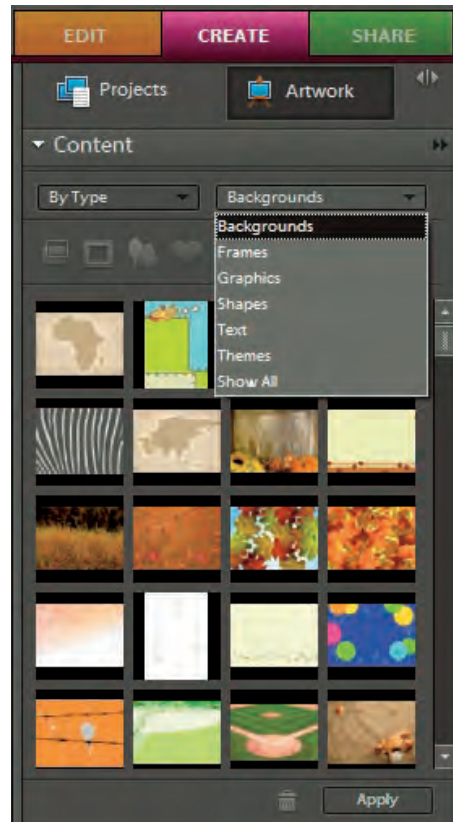 EDIT CREATE SHARE
Projects Artwork
Content
By Type Backgrounds
Backgrounds
Frames
Graphics
Shapes
Text
Themes
Show All
Apply